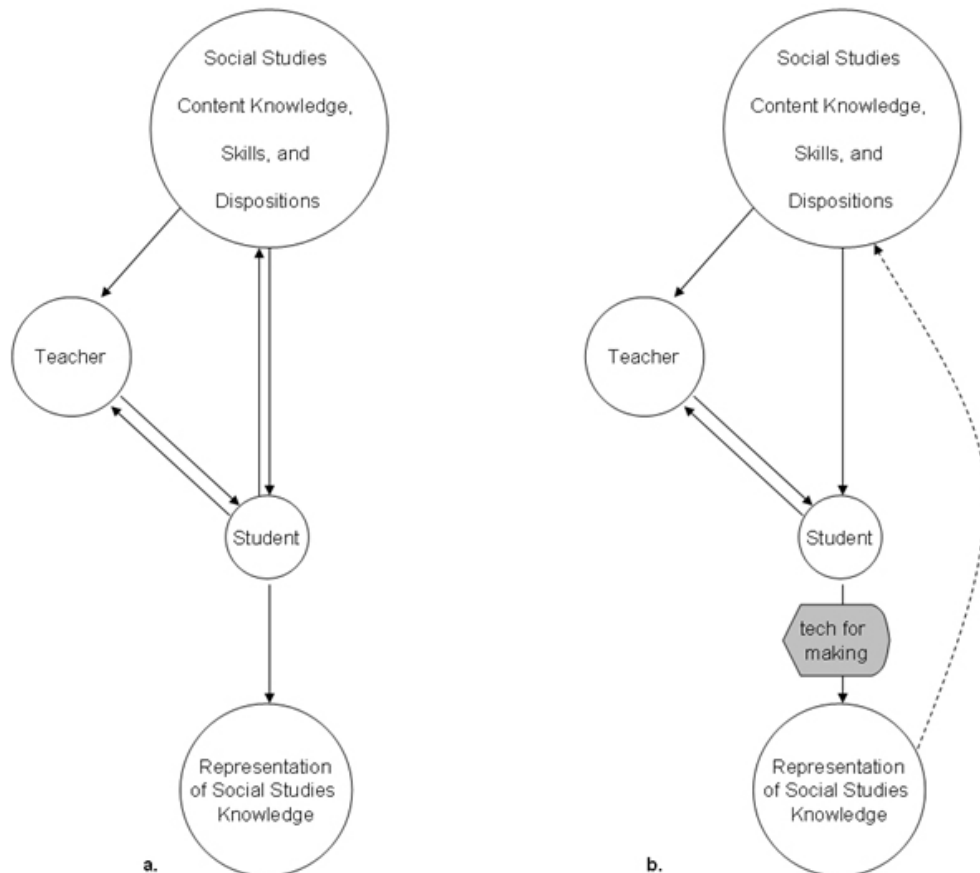 Social Studies
Content Knowledge,
Skills, and
Dispositions
Teacher
Student
Representation
of Social Studies
Knowledge
a.
Social Studies
Content Knowledge,
Skills, and
Dispositions
Teacher
Student
tech for
making
Representation
of Social Studies
Knowledge
b.